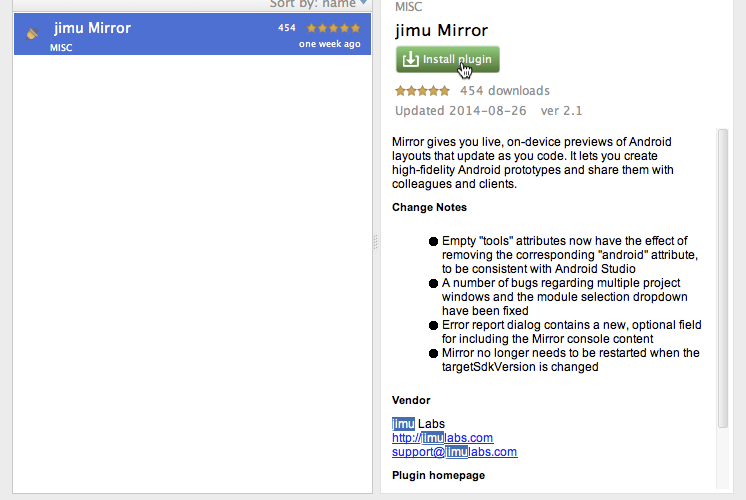 Sort by: name
jimu Mirror 454
MISC one week ago
MISC
jimu Mirror
Install plugin
454 downloads
Updated 2014-08-26 ver 2.1
Mirror gives you live, on-device previews of Android
layouts that update as you code. It lets you create
high-fidelity Android prototypes and share them with
colleagues and clients.
Change Notes
Empty "tools" attributes now have the effect of
removing the corresponding "android" attribute,
to be consistent with Android Studio
A number of bugs regarding multiple project
windows and the module selection dropdown
have been fixed
Error report dialog contains a new, optional field
for including the Mirror console content
Mirror no longer needs to be restarted when the
targetSdkVersion is changed
Vendor
jimu Labs
http://jimulabs.com
support@jimulabs.com
Plugin homepage